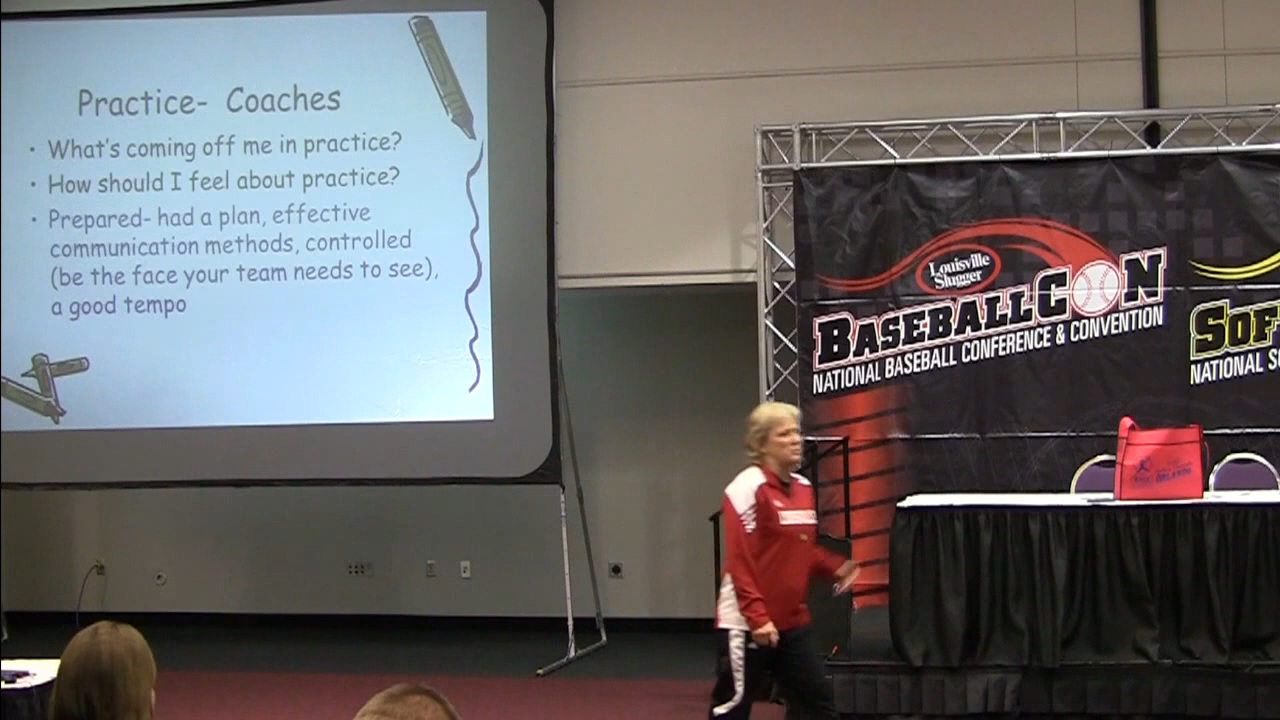 Practice- Coaches
• What's coming off me in practice?
• How should I feel about practice?
• Prepared- had a plan, effective
communication methods, controlled
(be the face your team needs to see),
a good tempo
Louisville
Slugger
BASEBALLCON
NATIONAL BASEBALL CONFERENCE & CONVENTION
SOF
NATIONAL S